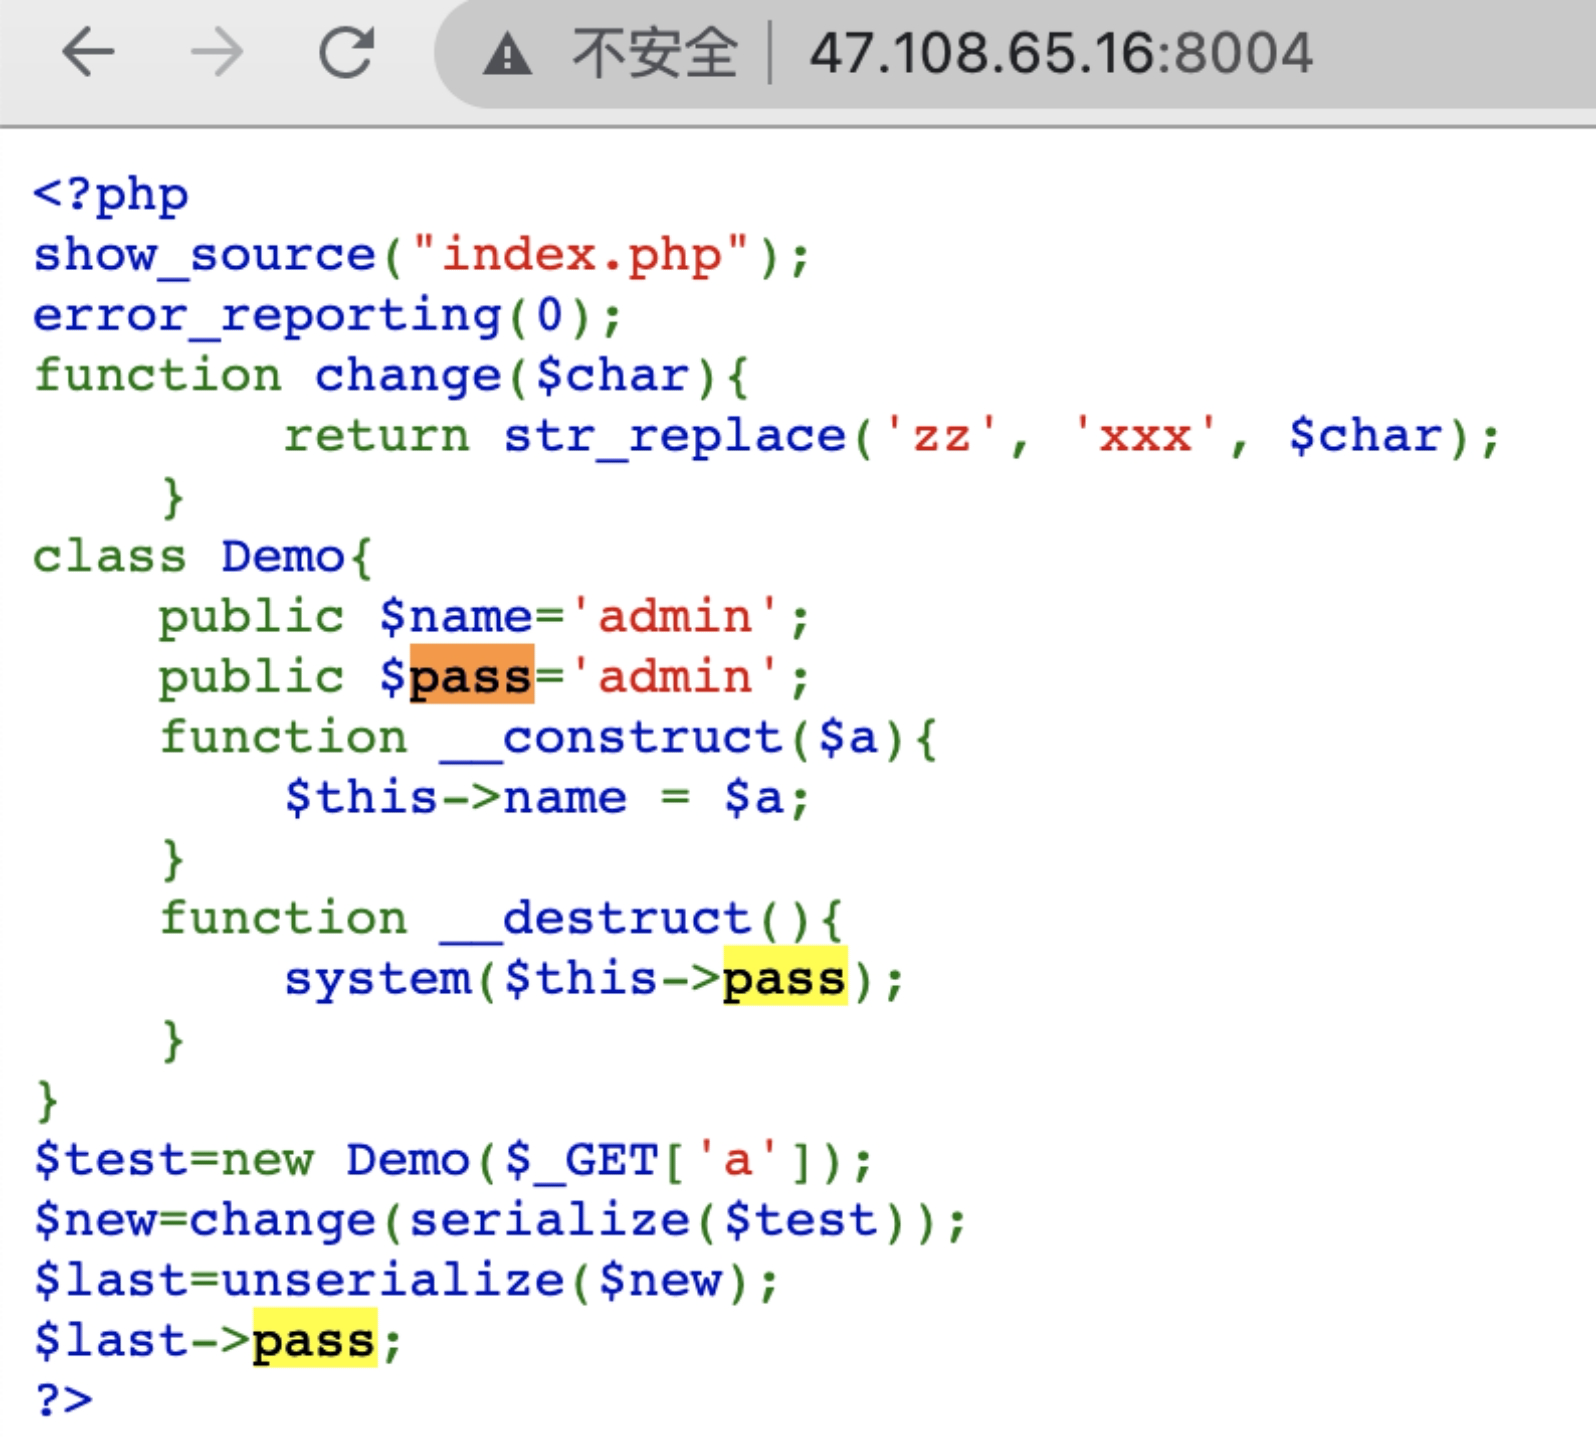 不安全 | 47.108.65.16:8004
<?php
show_source("index.php");
error_reporting(0);
function change($char){
        return str_replace('zz', 'xxx', $char);
    }
class Demo{
    public $name='admin';
    public $pass='admin';
    function __construct($a){
        $this->name = $a;
    }
    function __destruct(){
        system($this->pass);
    }
}
$test=new Demo($_GET['a']);
$new=change(serialize($test));
$last=unserialize($new);
$last->pass;
?>